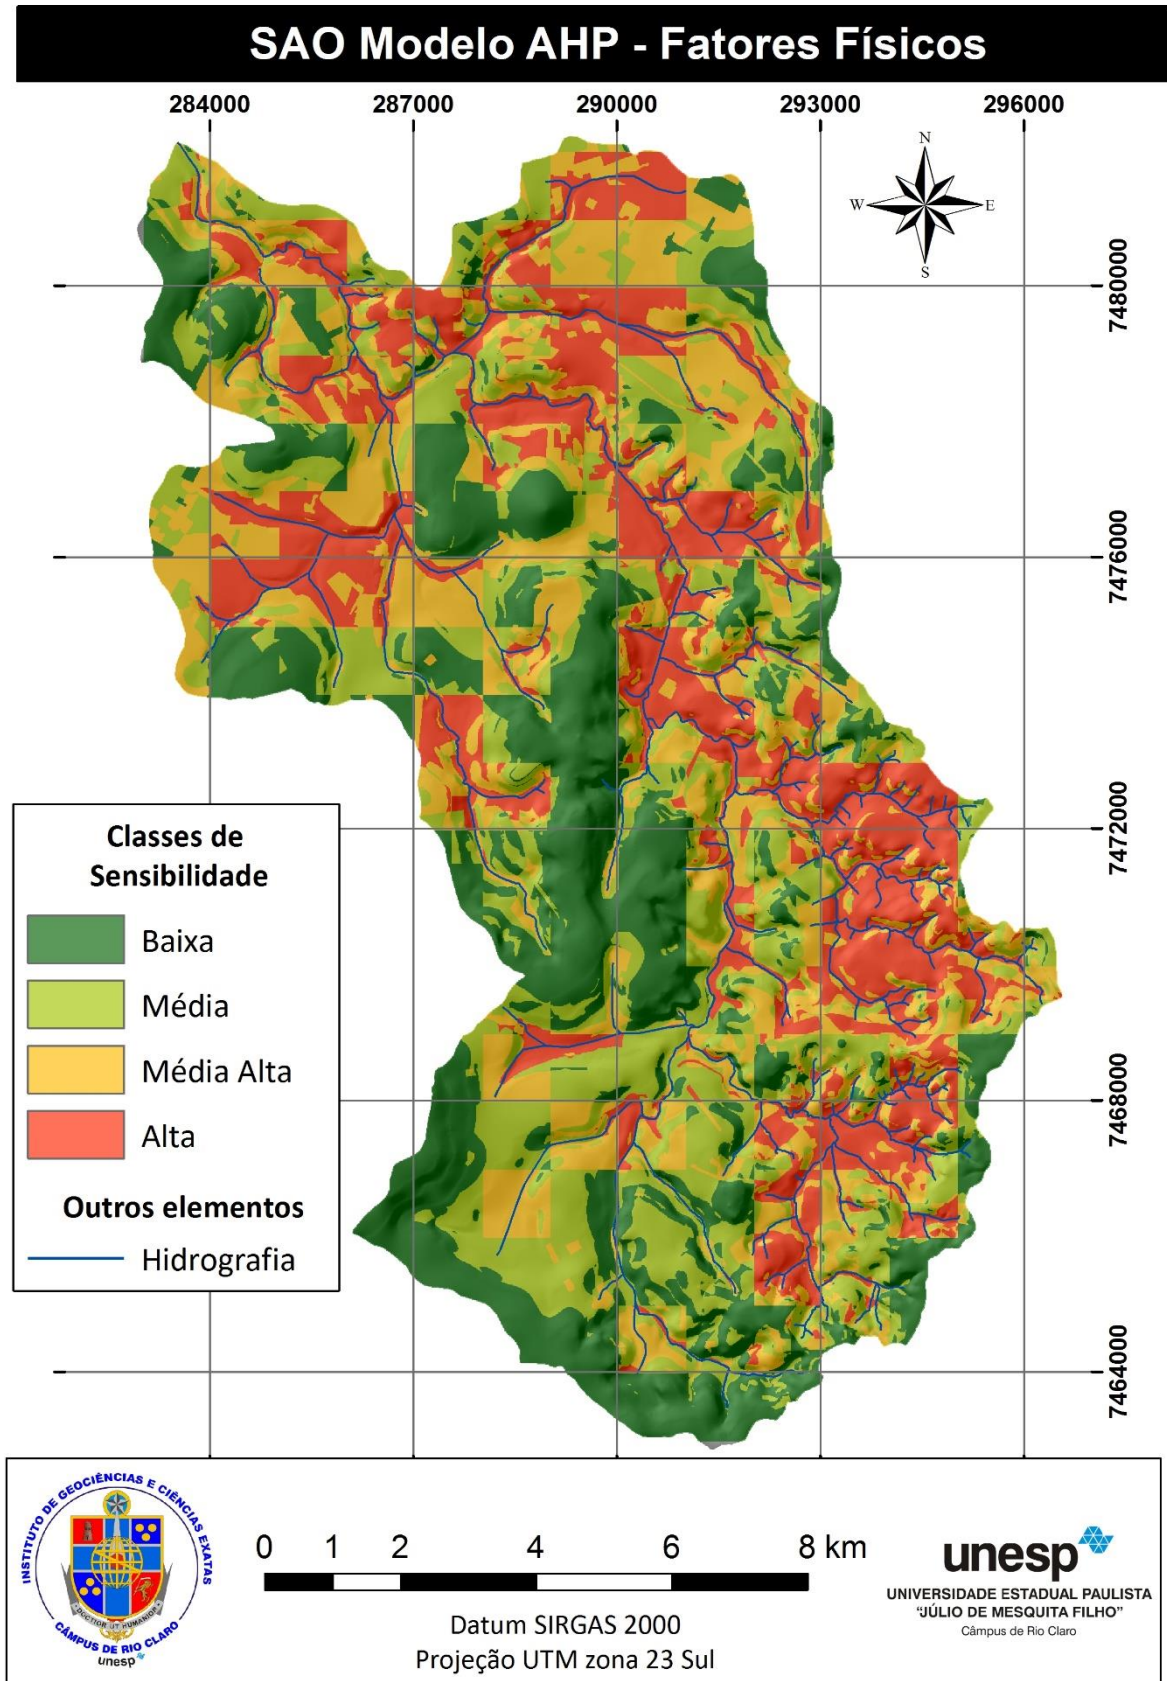 SAO Modelo AHP - Fatores Físicos
284000 287000 290000 293000 296000
N
W E
S
7480000
7476000
7472000
7468000
7464000
Classes de
Sensibilidade
Baixa
Média
Média Alta
Alta
Outros elementos
Hidrografia
INSTITUTO DE GEOCIÊNCIAS E CIÊNCIAS EXATAS
DOCTIOR UT HUMANIOR
CÂMPUS DE RIO CLARO
unesp
0 1 2 4 6 8 km
Datum SIRGAS 2000
Projeção UTM zona 23 Sul
unesp
UNIVERSIDADE ESTADUAL PAULISTA
"JÚLIO DE MESQUITA FILHO"
Câmpus de Rio Claro